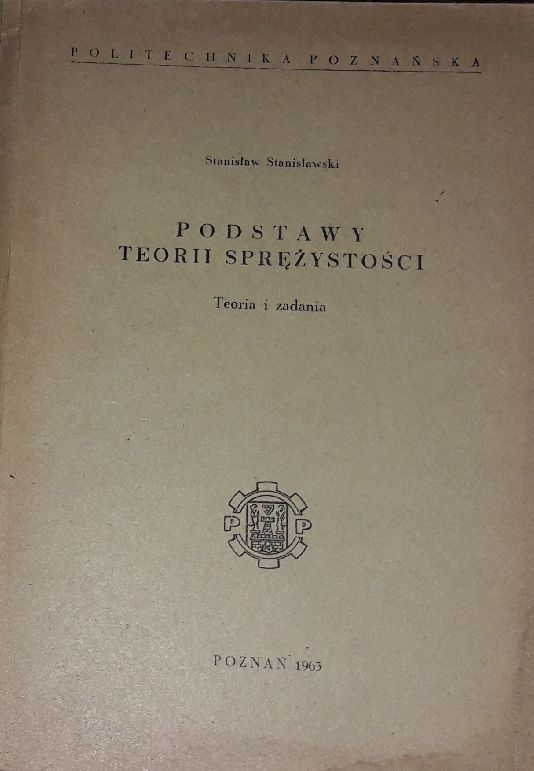 POLITECHNIKA POZNAŃSKA
Stanisław Stanisławski
PODSTAWY
TEORII SPRĘŻYSTOŚCI
Teoria i zadania
P P
POZNAŃ 1963